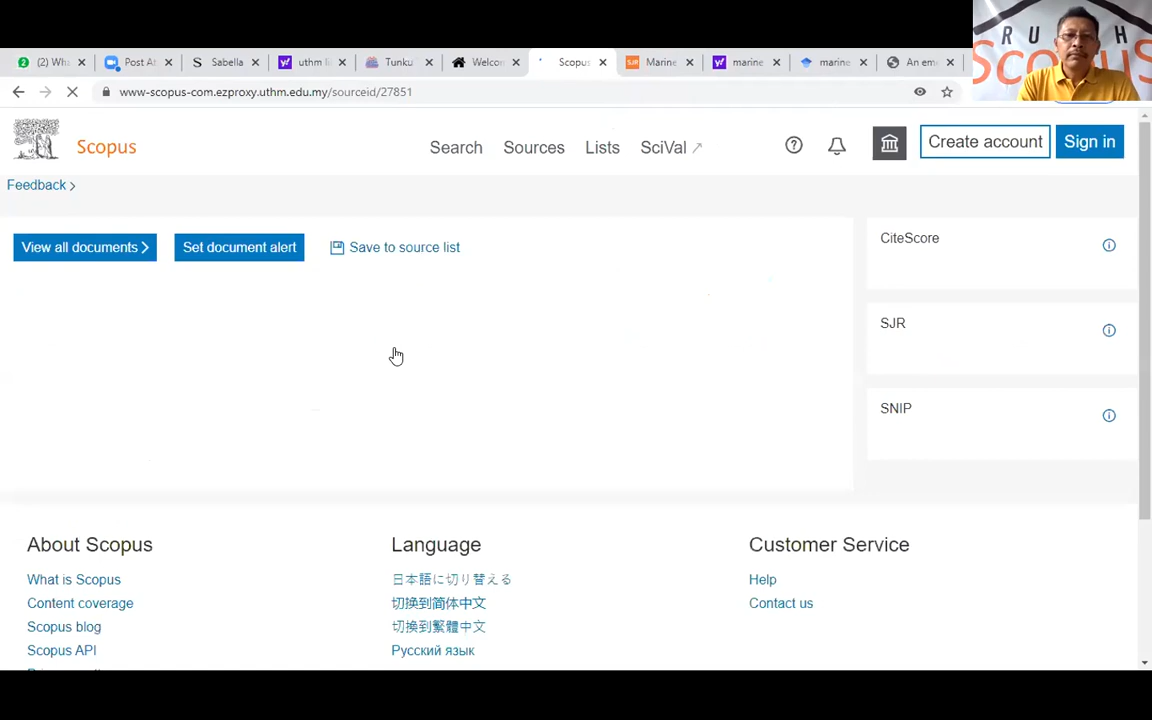 RU H
Scopus
(2) Wh
Post At
Sabella
uthm li
Tunku
Welcon
Scopus
Marine
marine
marine
An eme
www-scopus-com.ezproxy.uthm.edu.my/sourceid/27851
Scopus
Search
Sources
Lists
SciVal ↗
Create account
Sign in
Feedback >
View all documents >
Set document alert
Save to source list
CiteScore
SJR
SNIP
About Scopus
What is Scopus
Content coverage
Scopus blog
Scopus API
Language
日本語に切り替える
切换到简体中文
切換到繁體中文
Русский язык
Customer Service
Help
Contact us